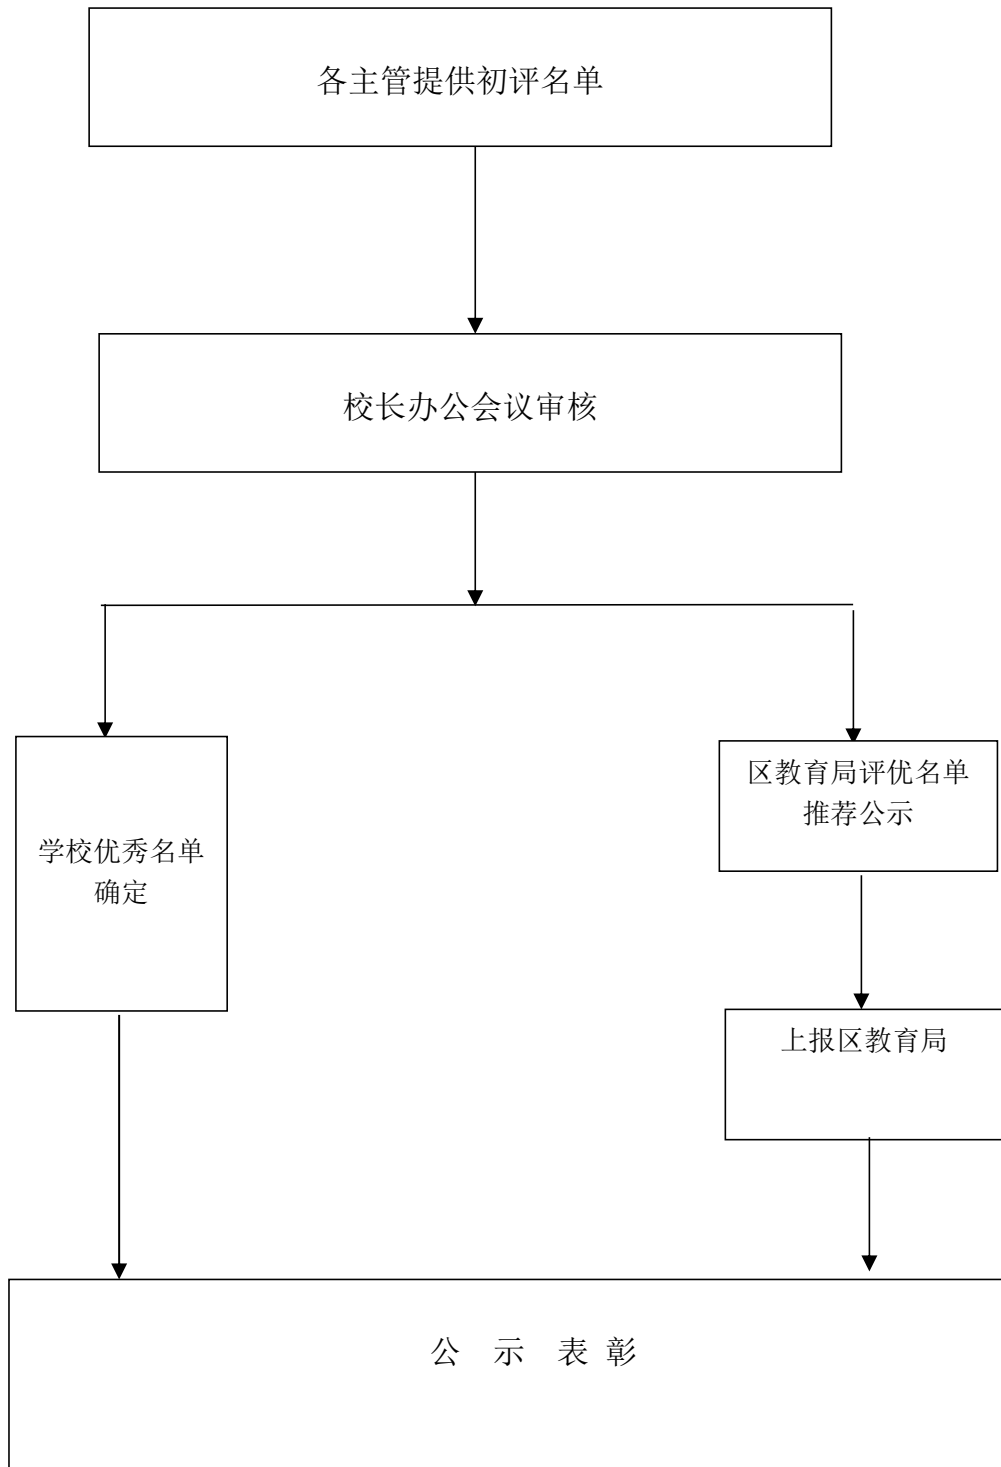 各主管提供初评名单
校长办公会议审核
学校优秀名单
确定
区教育局评优名单
推荐公示
上报区教育局
公 示 表 彰